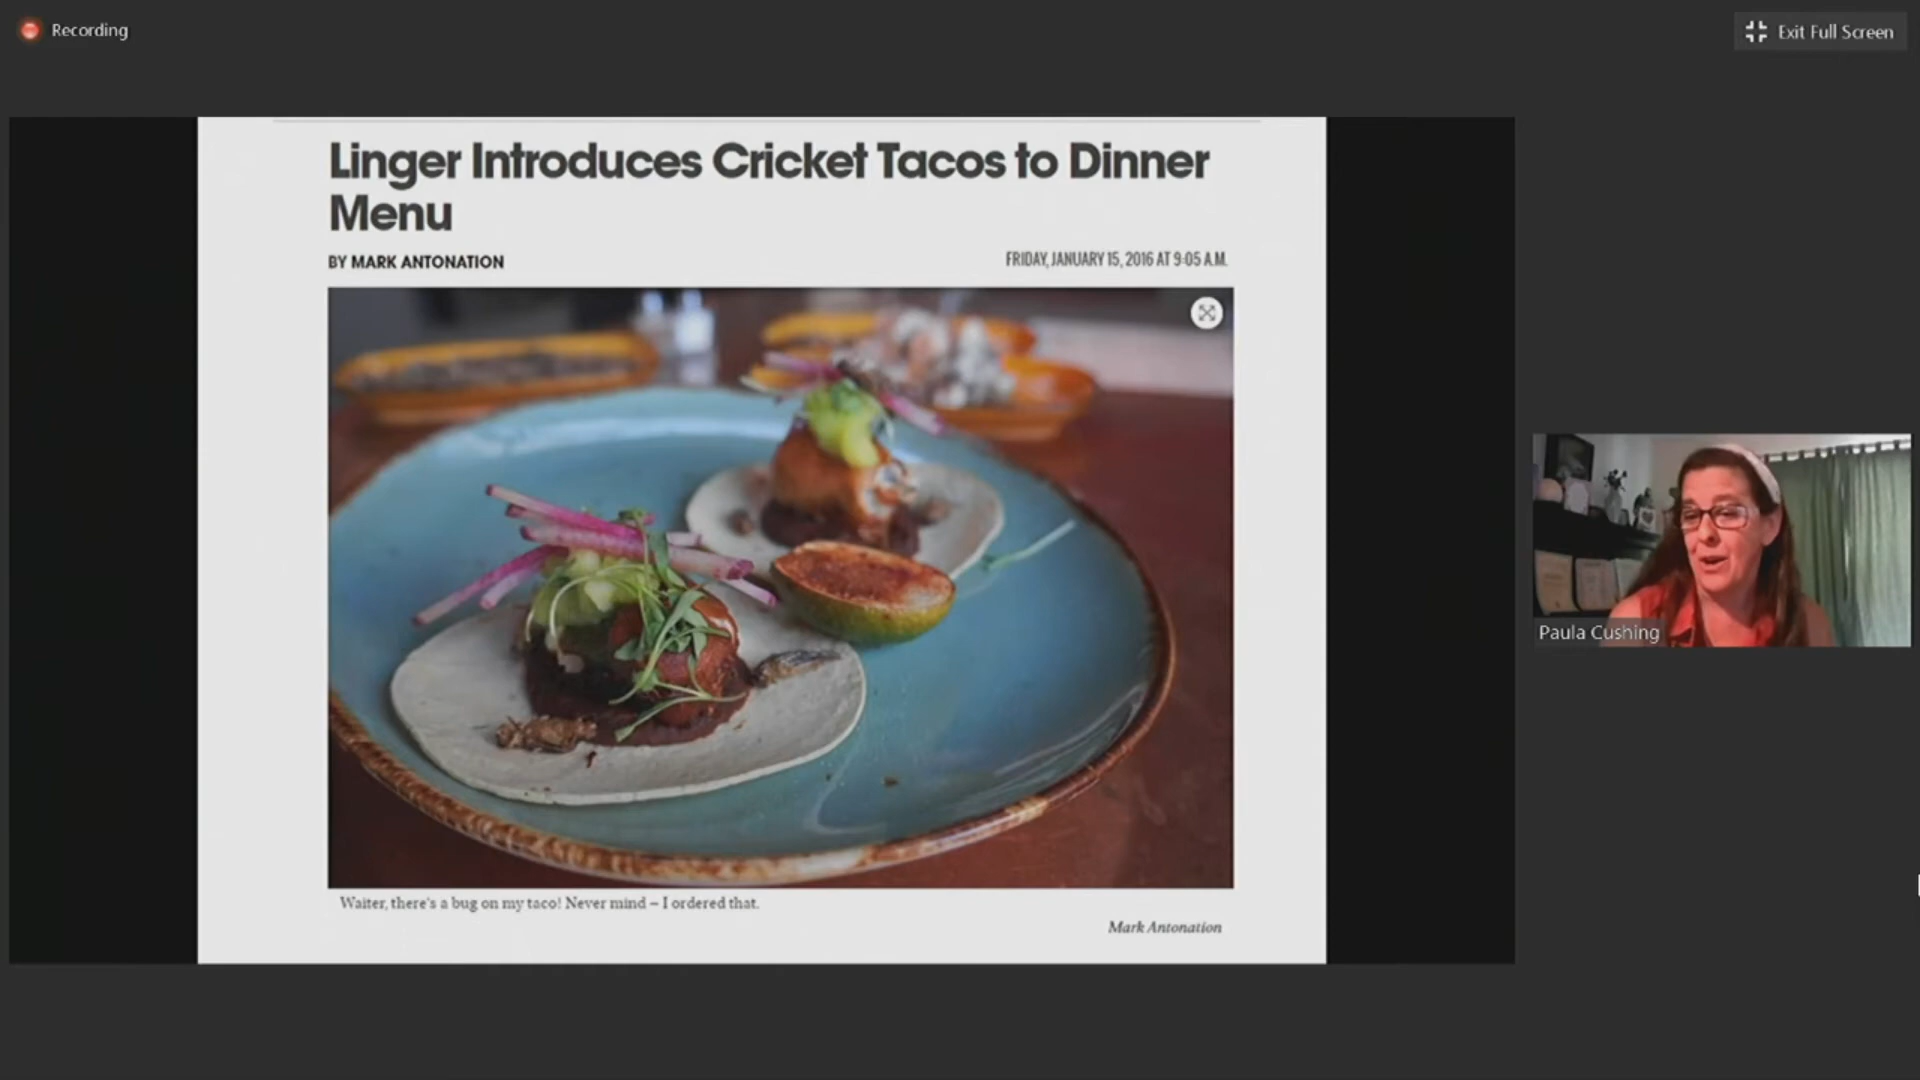 Recording
Exit Full Screen
Linger Introduces Cricket Tacos to Dinner
Menu
BY MARK ANTONATION
FRIDAY, JANUARY 15, 2016 AT 9:05 A.M.
Waiter, there's a bug on my taco! Never mind – I ordered that.
Mark Antonation
Paula Cushing